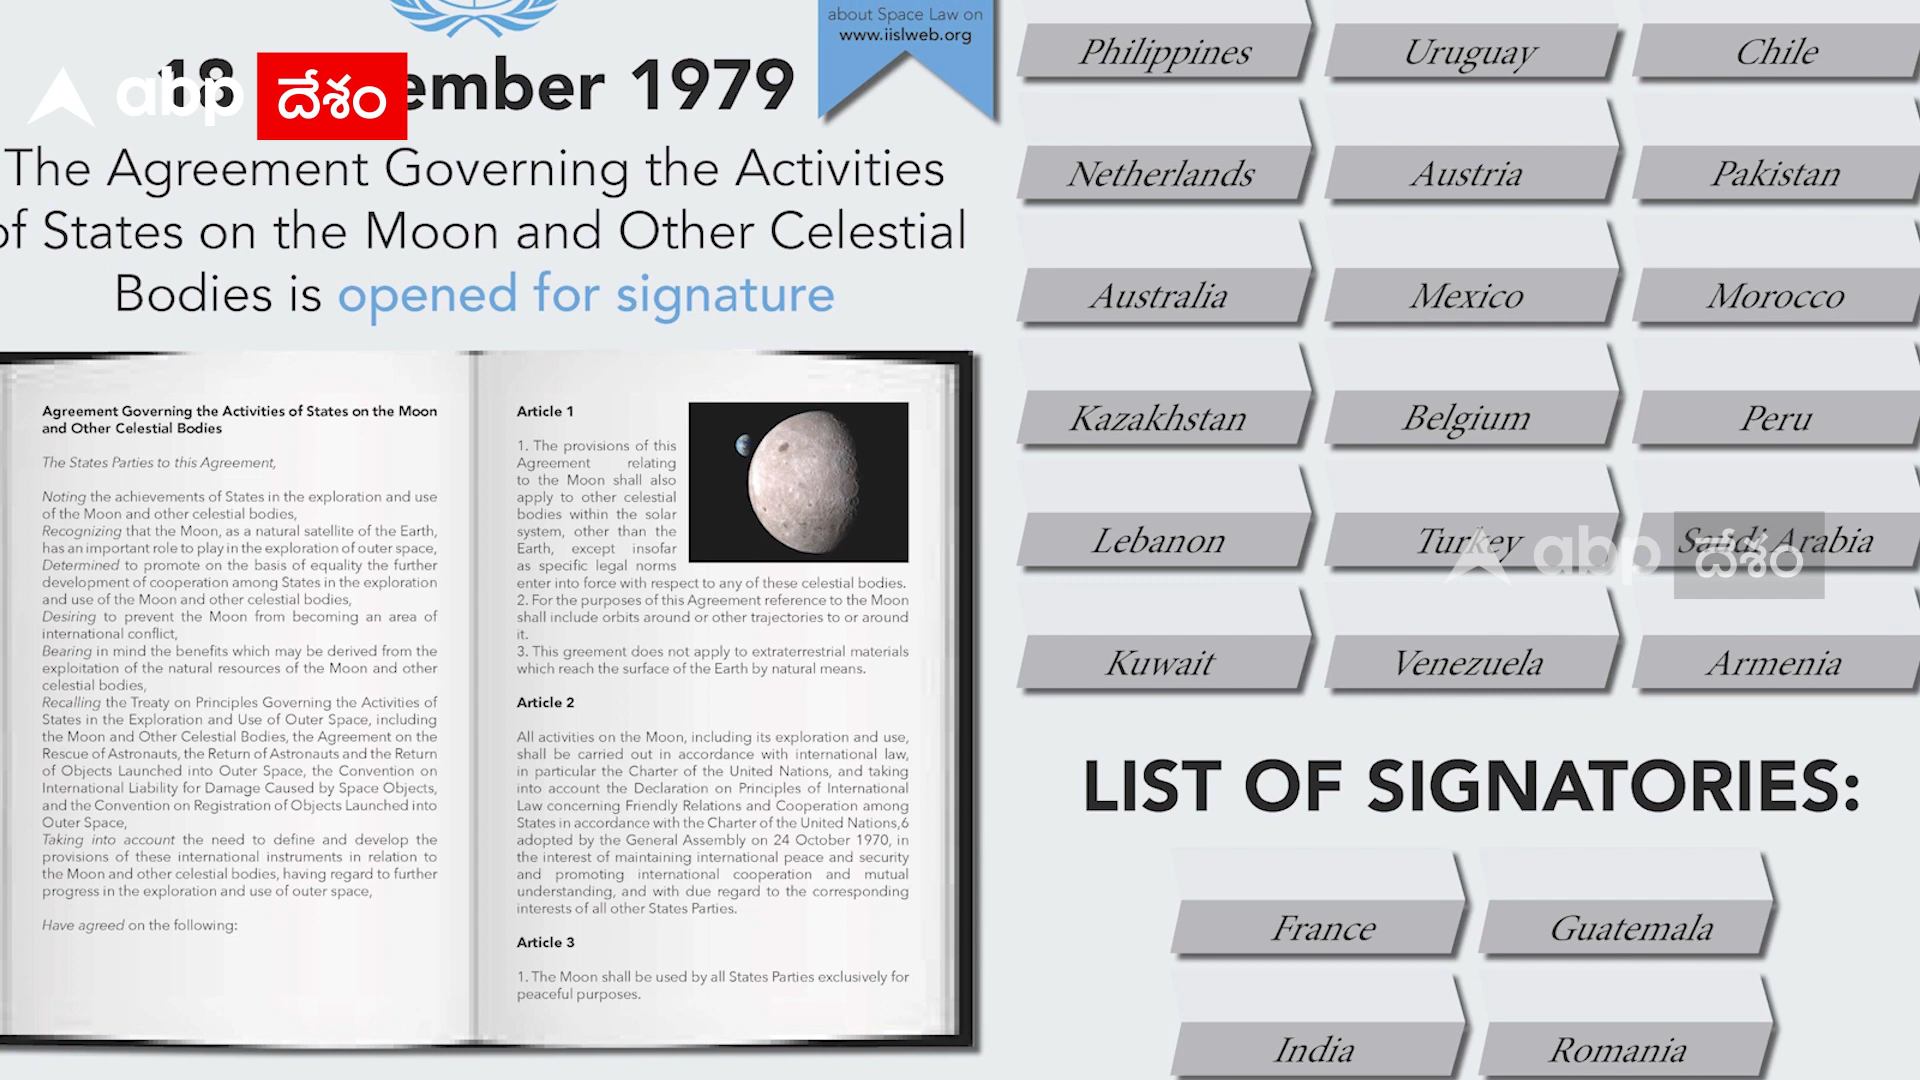 about Space Law on
www.iislweb.org
abp దేశం
18 ember 1979
The Agreement Governing the Activities
of States on the Moon and Other Celestial
Bodies is opened for signature
Agreement Governing the Activities of States on the Moon
and Other Celestial Bodies
The States Parties to this Agreement,
Noting the achievements of States in the exploration and use
of the Moon and other celestial bodies,
Recognizing that the Moon, as a natural satellite of the Earth,
has an important role to play in the exploration of outer space,
Determined to promote on the basis of equality the further
development of cooperation among States in the exploration
and use of the Moon and other celestial bodies,
Desiring to prevent the Moon from becoming an area of
international conflict,
Bearing in mind the benefits which may be derived from the
exploitation of the natural resources of the Moon and other
celestial bodies,
Recalling the Treaty on Principles Governing the Activities of
States in the Exploration and Use of Outer Space, including
the Moon and Other Celestial Bodies, the Agreement on the
Rescue of Astronauts, the Return of Astronauts and the Return
of Objects Launched into Outer Space, the Convention on
International Liability for Damage Caused by Space Objects,
and the Convention on Registration of Objects Launched into
Outer Space,
Taking into account the need to define and develop the
provisions of these international instruments in relation to
the Moon and other celestial bodies, having regard to further
progress in the exploration and use of outer space,
Have agreed on the following:
Article 1
1. The provisions of this
Agreement relating
to the Moon shall also
apply to other celestial
bodies within the solar
system, other than the
Earth, except insofar
as specific legal norms
enter into force with respect to any of these celestial bodies.
2. For the purposes of this Agreement reference to the Moon
shall include orbits around or other trajectories to or around
it.
3. This greement does not apply to extraterrestrial materials
which reach the surface of the Earth by natural means.
Article 2
All activities on the Moon, including its exploration and use,
shall be carried out in accordance with international law,
in particular the Charter of the United Nations, and taking
into account the Declaration on Principles of International
Law concerning Friendly Relations and Cooperation among
States in accordance with the Charter of the United Nations,6
adopted by the General Assembly on 24 October 1970, in
the interest of maintaining international peace and security
and promoting international cooperation and mutual
understanding, and with due regard to the corresponding
interests of all other States Parties.
Article 3
1. The Moon shall be used by all States Parties exclusively for
peaceful purposes.
Philippines Uruguay Chile
Netherlands Austria Pakistan
Australia Mexico Morocco
Kazakhstan Belgium Peru
Lebanon Turkey Saudi Arabia
abp దేశం
Kuwait Venezuela Armenia
LIST OF SIGNATORIES:
France Guatemala
India Romania